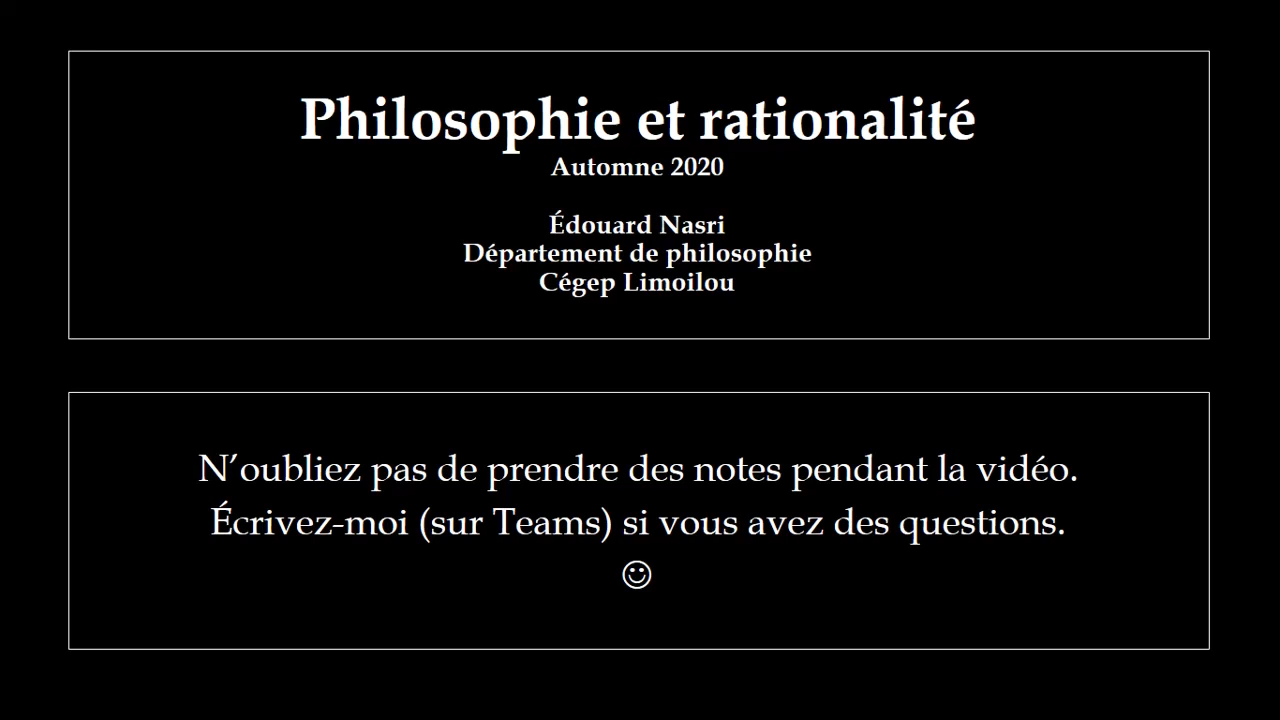 Philosophie et rationalité
Automne 2020
Édouard Nasri
Département de philosophie
Cégep Limoilou
N’oubliez pas de prendre des notes pendant la vidéo.
Écrivez-moi (sur Teams) si vous avez des questions.
☺